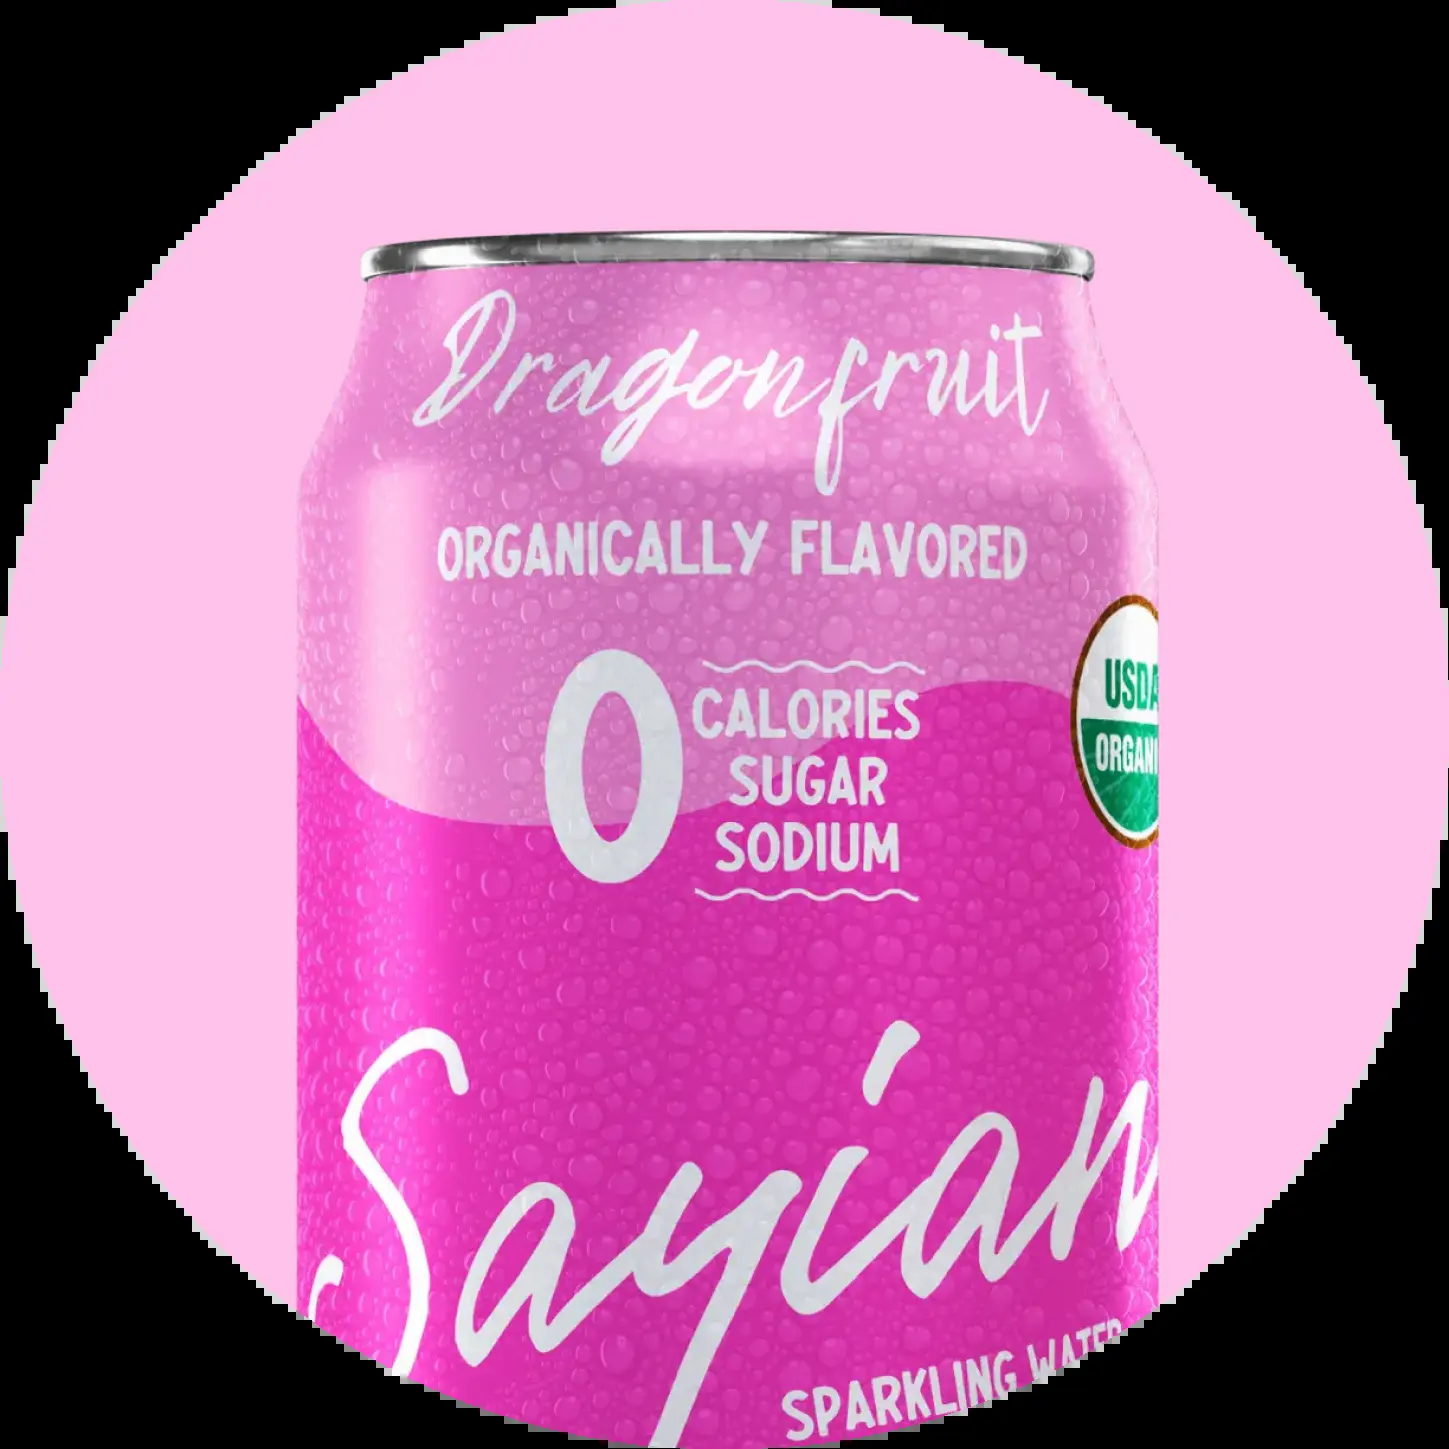 Dragonfruit
ORGANICALLY FLAVORED
0
CALORIES
SUGAR
SODIUM
USDA
ORGANI
Sayian
SPARKLING WATER